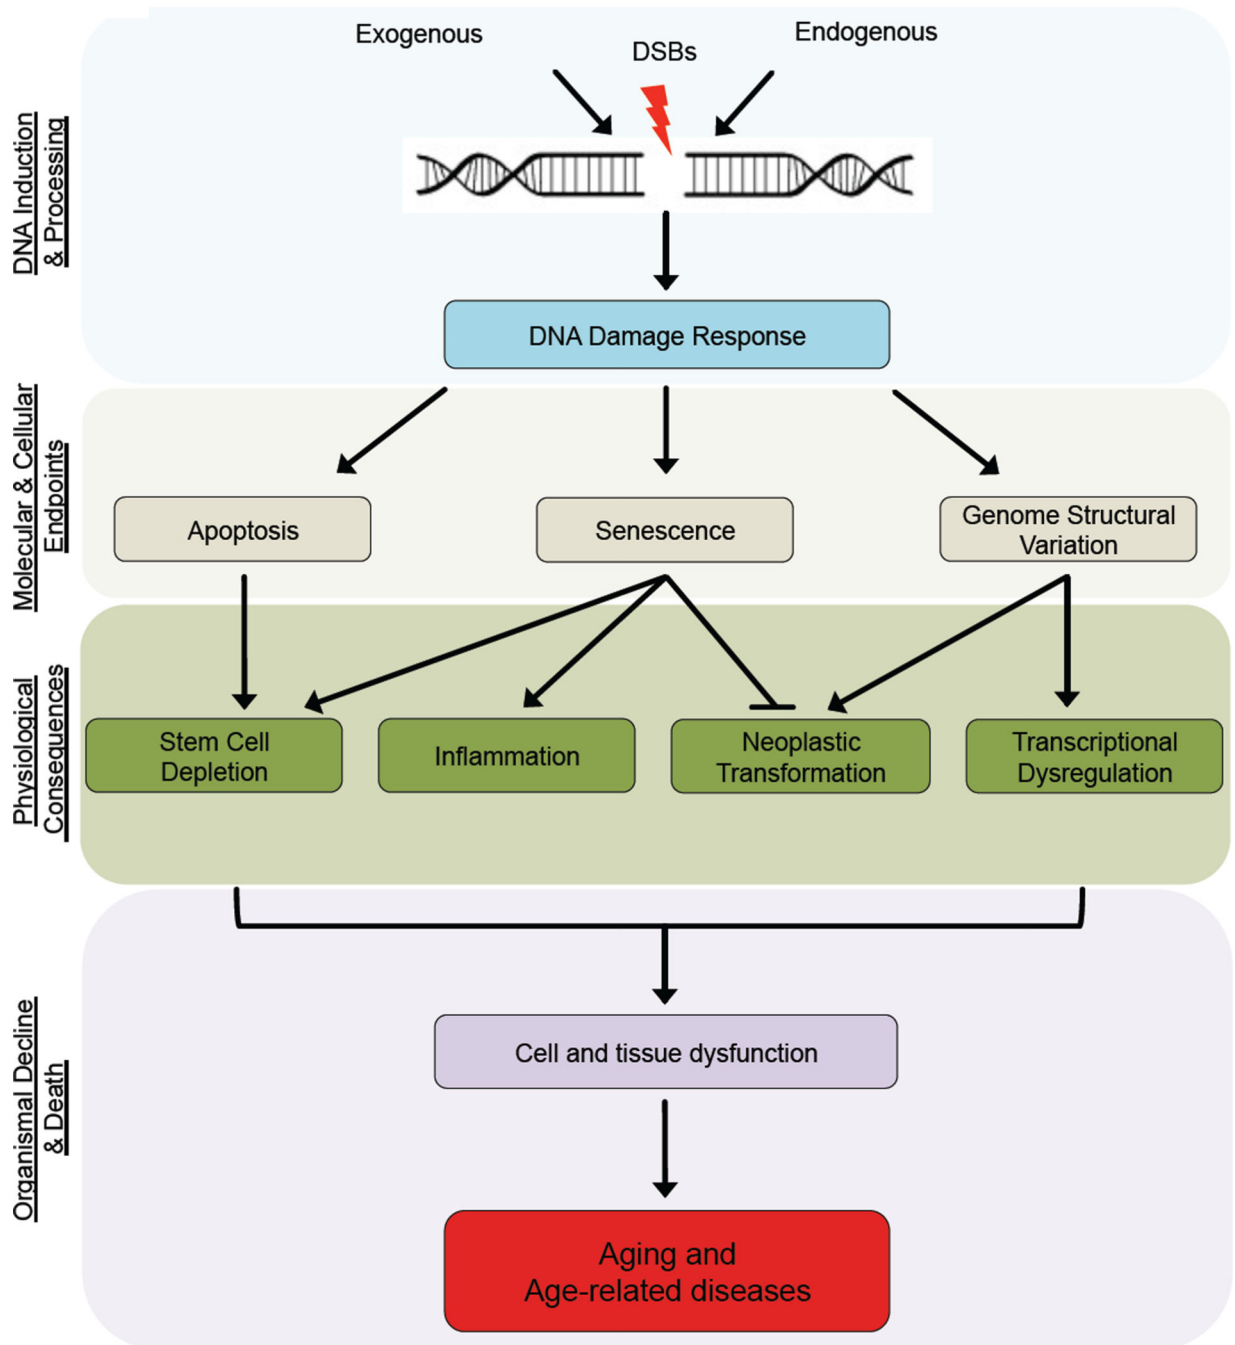 Exogenous
Endogenous
DSBs
DNA Induction
& Processing
DNA Damage Response
Molecular & Cellular
Endpoints
Apoptosis
Senescence
Genome Structural
Variation
Physiological
Consequences
Stem Cell
Depletion
Inflammation
Neoplastic
Transformation
Transcriptional
Dysregulation
Organismal Decline
& Death
Cell and tissue dysfunction
Aging and
Age-related diseases